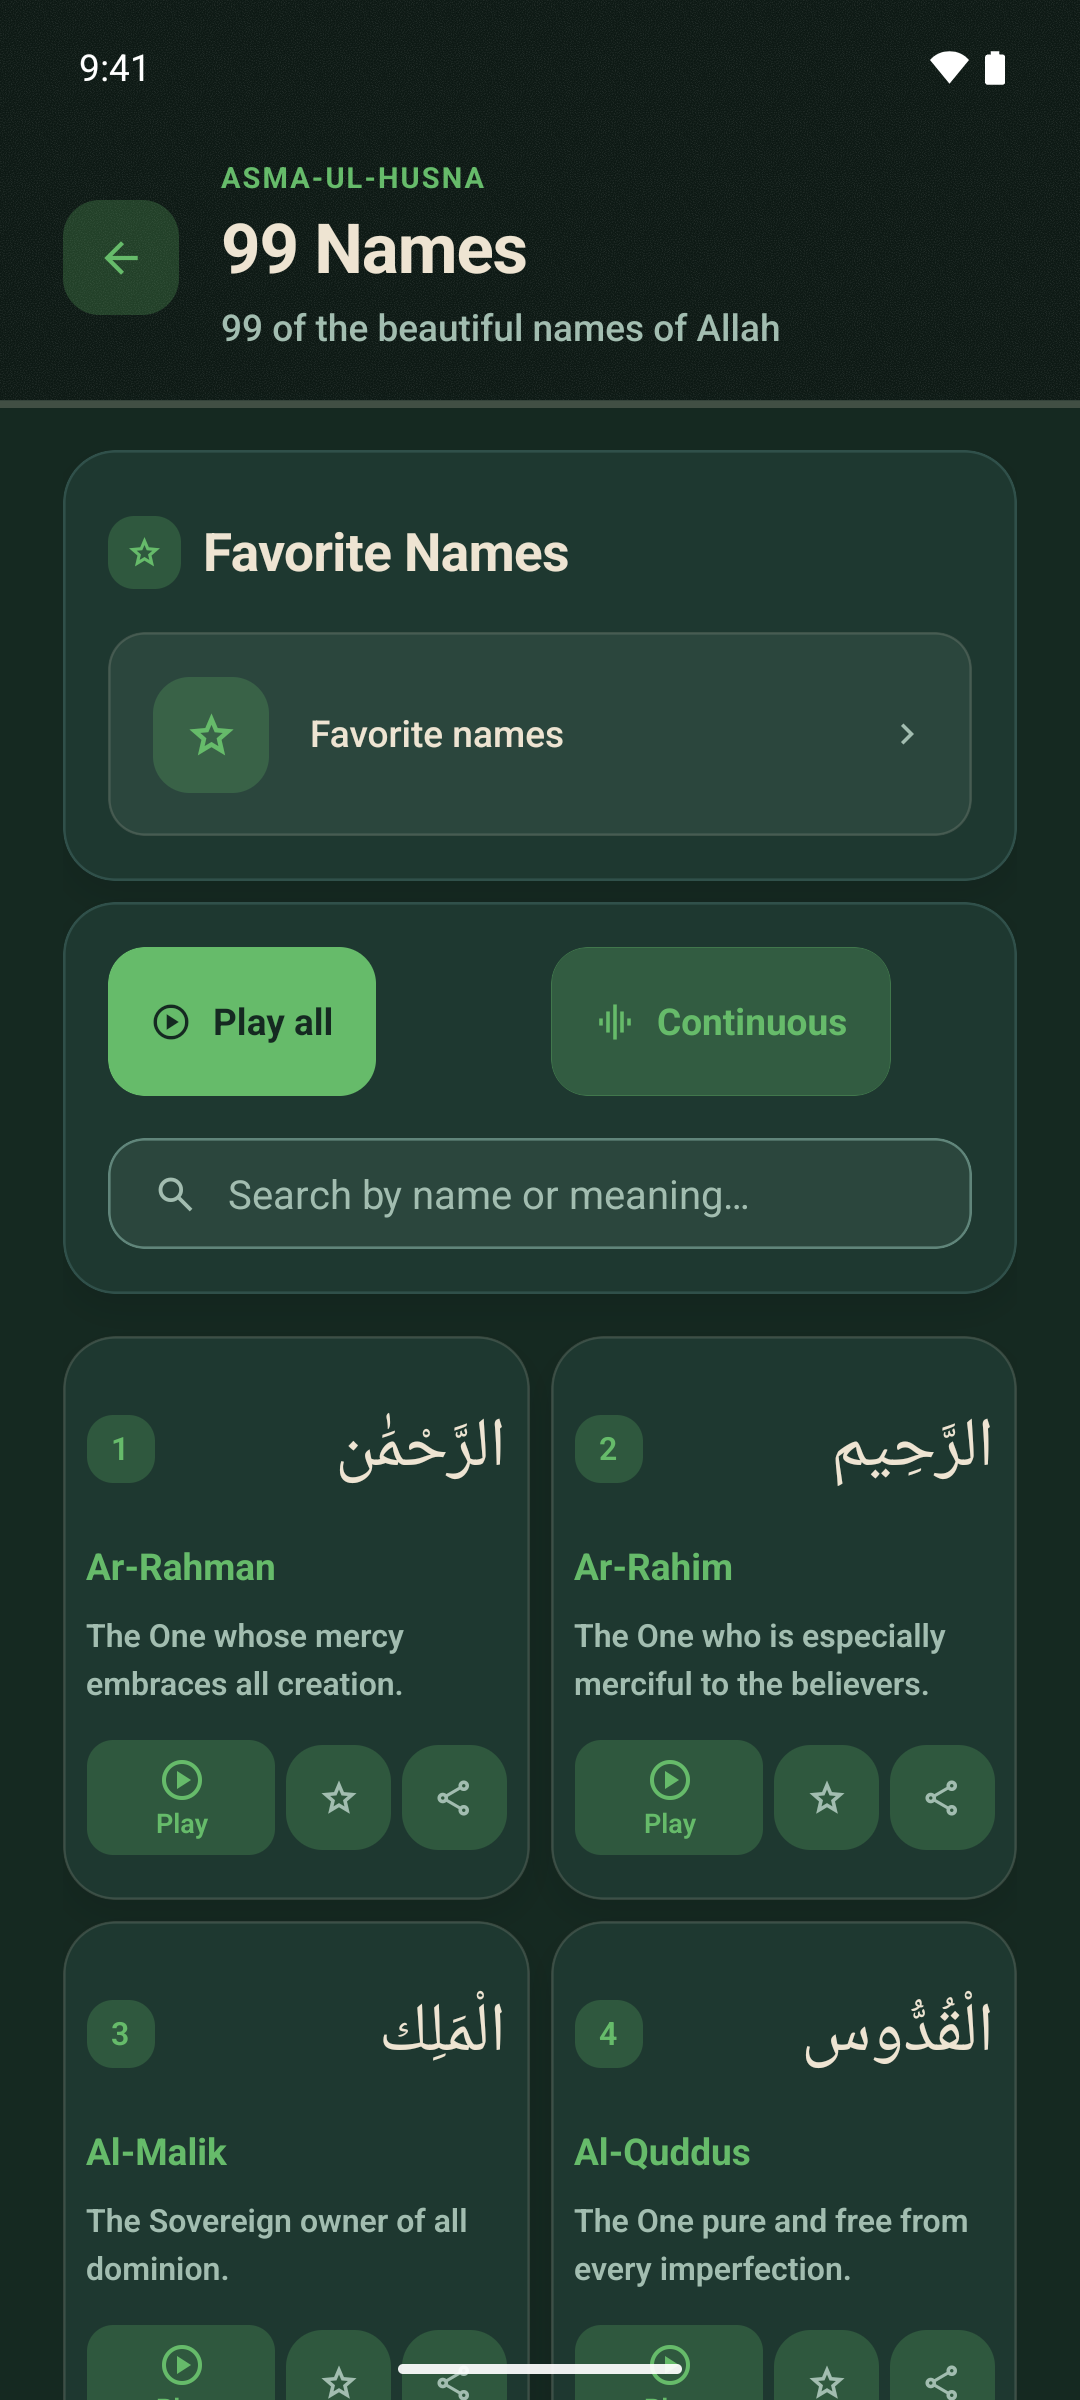 9:41
ASMA-UL-HUSNA
99 Names
99 of the beautiful names of Allah
Favorite Names
Favorite names
Play all
Continuous
Search by name or meaning...
1
الرَّحْمَٰن
Ar-Rahman
The One whose mercy
embraces all creation.
Play
2
الرَّحِيم
Ar-Rahim
The One who is especially
merciful to the believers.
Play
3
الْمَلِك
Al-Malik
The Sovereign owner of all
dominion.
4
الْقُدُّوس
Al-Quddus
The One pure and free from
every imperfection.